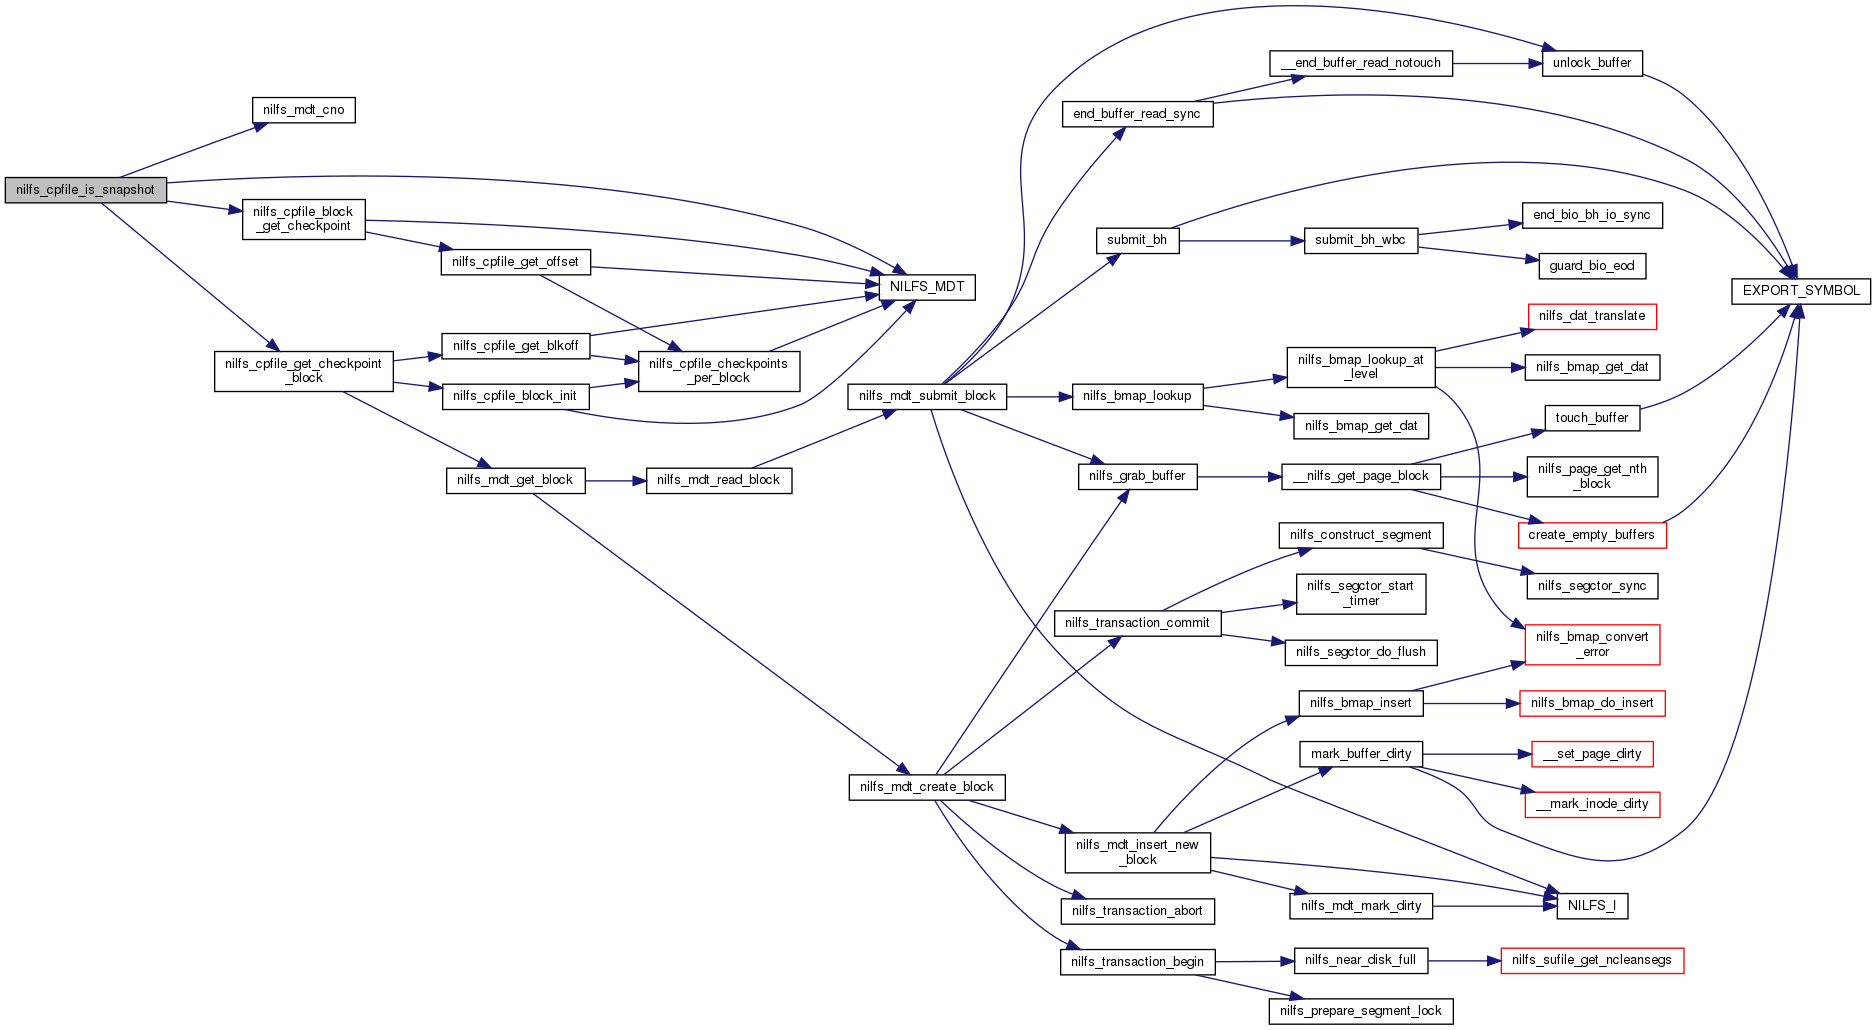 nilfs_cpfile_is_snapshot
nilfs_mdt_cno
nilfs_cpfile_block
_get_checkpoint
nilfs_cpfile_get_checkpoint
_block
nilfs_cpfile_get_offset
nilfs_cpfile_get_blkoff
nilfs_cpfile_block_init
nilfs_mdt_get_block
nilfs_cpfile_checkpoints
_per_block
nilfs_mdt_read_block
NILFS_MDT
nilfs_mdt_submit_block
nilfs_mdt_create_block
end_buffer_read_sync
submit_bh
nilfs_bmap_lookup
nilfs_grab_buffer
nilfs_transaction_commit
nilfs_mdt_insert_new
_block
nilfs_transaction_abort
nilfs_transaction_begin
__end_buffer_read_notouch
submit_bh_wbc
nilfs_bmap_lookup_at
_level
nilfs_bmap_get_dat
__nilfs_get_page_block
nilfs_construct_segment
nilfs_segctor_start
_timer
nilfs_segctor_do_flush
nilfs_bmap_insert
mark_buffer_dirty
nilfs_mdt_mark_dirty
nilfs_near_disk_full
nilfs_prepare_segment_lock
unlock_buffer
end_bio_bh_io_sync
guard_bio_eod
nilfs_dat_translate
nilfs_bmap_get_dat
touch_buffer
nilfs_page_get_nth
_block
create_empty_buffers
nilfs_segctor_sync
nilfs_bmap_convert
_error
nilfs_bmap_do_insert
__set_page_dirty
__mark_inode_dirty
NILFS_I
nilfs_sufile_get_ncleansegs
EXPORT_SYMBOL